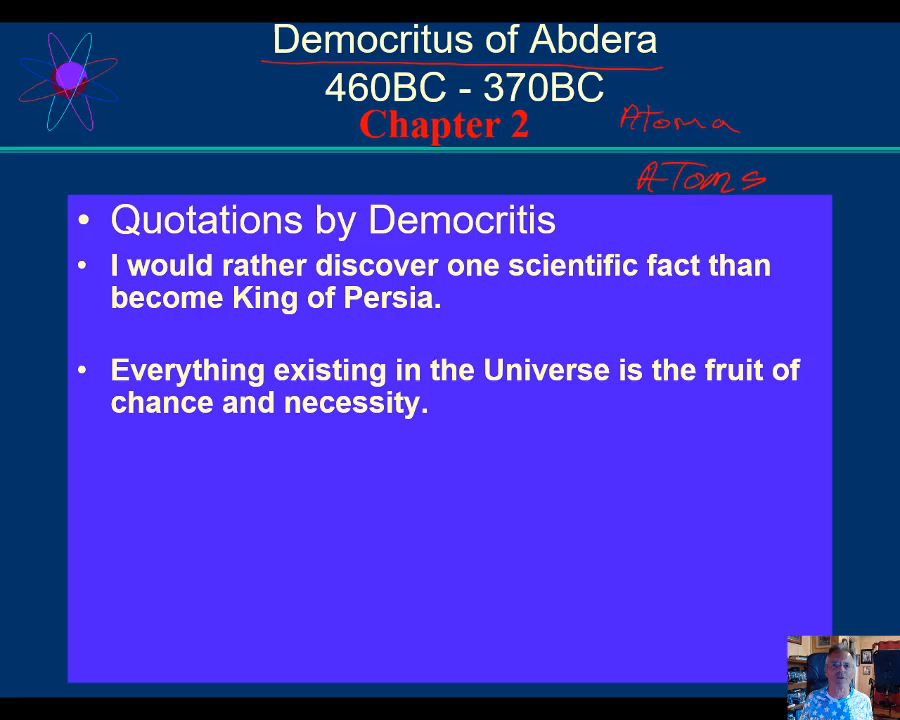 Democritus of Abdera
460BC - 370BC
Chapter 2
Atoma
AToms
• Quotations by Democritis
• I would rather discover one scientific fact than
become King of Persia.
• Everything existing in the Universe is the fruit of
chance and necessity.